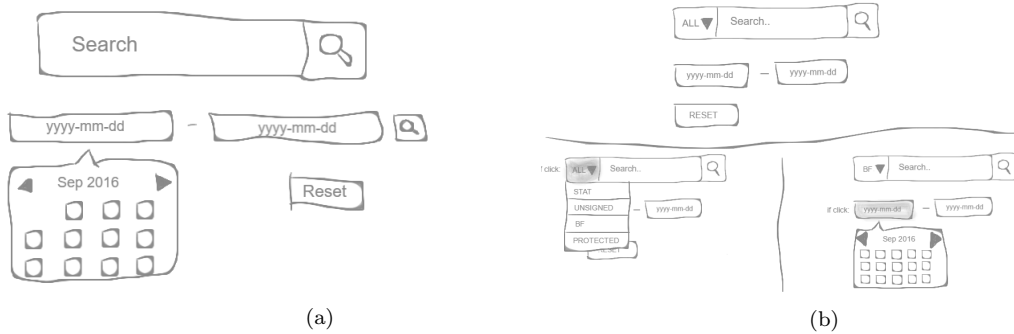 Search
yyyy-mm-dd – yyyy-mm-dd
Sep 2016
Reset
(a)
ALL Search..
yyyy-mm-dd – yyyy-mm-dd
RESET
if click: ALL Search..
STAT
UNSIGNED
– yyyy-mm-dd
BF
PROTECTED
BF Search..
if click: yyyy-mm-dd – yyyy-mm-dd
Sep 2016
(b)